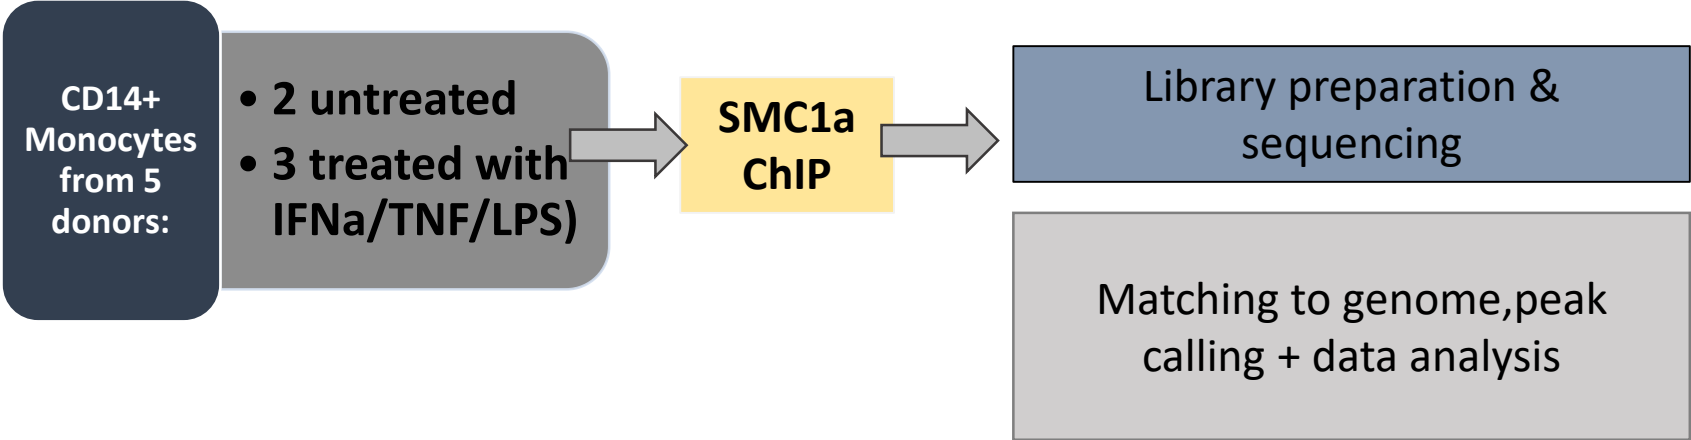 CD14+
Monocytes
from 5
donors:
• 2 untreated
• 3 treated with
IFNa/TNF/LPS)
SMC1a
ChIP
Library preparation &
sequencing
Matching to genome,peak
calling + data analysis